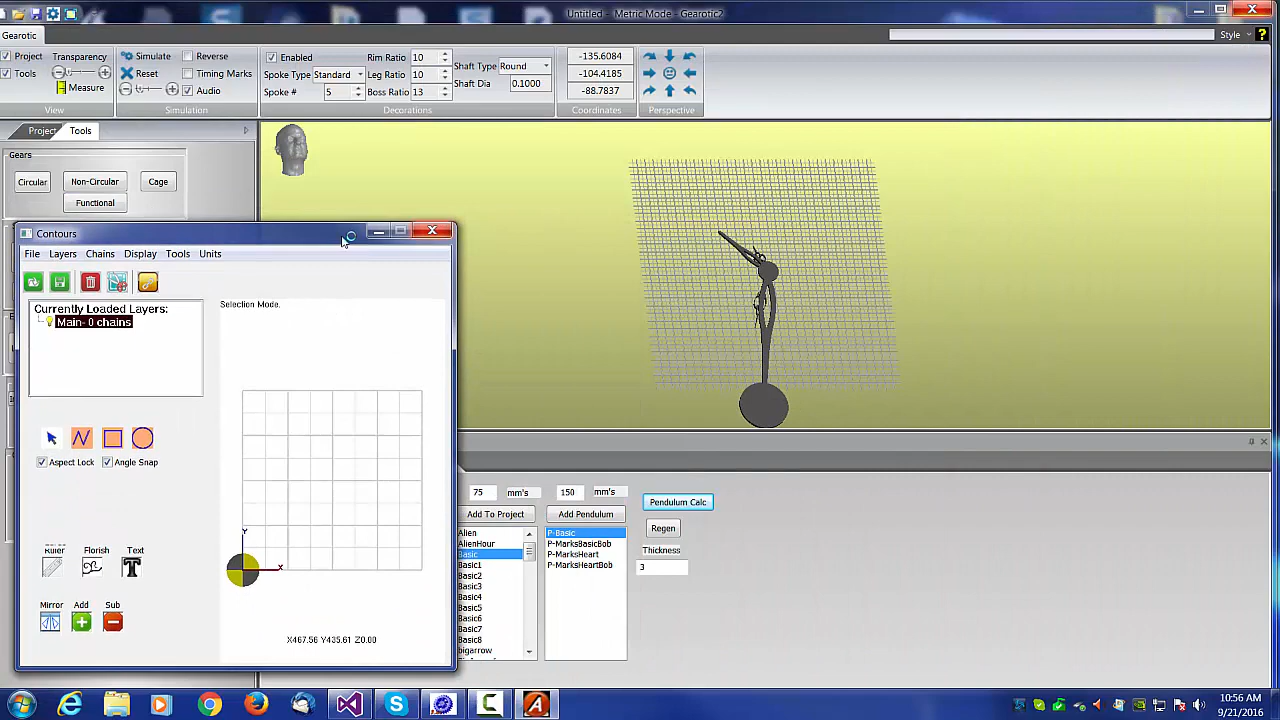 Untitled - Metric Mode - Gearotic2
Gearotic
Style
Project
Transparency
Tools
Measure
View
Simulate
Reverse
Reset
Timing Marks
Audio
Simulation
Enabled
Rim Ratio 10
Spoke Type Standard
Leg Ratio 10
Spoke # 5
Boss Ratio 13
Shaft Type Round
Shaft Dia 0.1000
Decorations
-135.6084
-104.4185
-88.7837
Coordinates
Perspective
Project Tools
Gears
Circular
Non-Circular
Cage
Functional
Contours
File Layers Chains Display Tools Units
Currently Loaded Layers:
Main- 0 chains
Selection Mode.
Aspect Lock
Angle Snap
Ruler Florish Text
Mirror Add Sub
Y
X
X467.56 Y435.61 Z0.00
75 mm's 150 mm's
Add To Project
Add Pendulum
Pendulum Calc
Regen
Thickness
3
Alien
AlienHour
Basic
Basic1
Basic2
Basic3
Basic4
Basic5
Basic6
Basic7
Basic8
bigarrow
P-Basic
P-MarksBasicBob
P-MarksHeart
P-MarksHeartBob
10:56 AM
9/21/2016